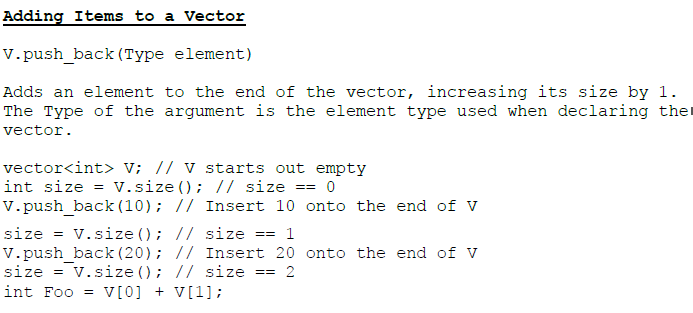 Adding Items to a Vector
V.push_back(Type element)
Adds an element to the end of the vector, increasing its size by 1.
The Type of the argument is the element type used when declaring the
vector.
vector<int> V; // V starts out empty
int size = V.size(); // size == 0
V.push_back(10); // Insert 10 onto the end of V
size = V.size(); // size == 1
V.push_back(20); // Insert 20 onto the end of V
size = V.size(); // size == 2
int Foo = V[0] + V[1];